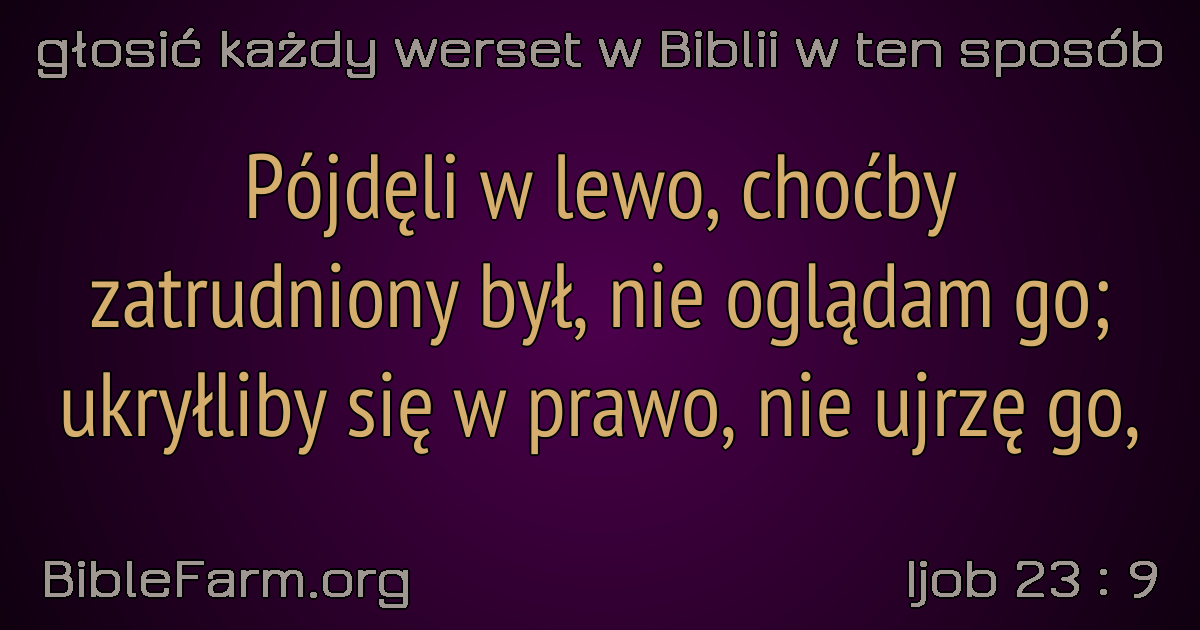 głosić każdy werset w Biblii w ten sposób
Pójdęli w lewo, choćby
zatrudniony był, nie oglądam go;
ukryłliby się w prawo, nie ujrzę go,
BibleFarm.org
Ijob 23 : 9